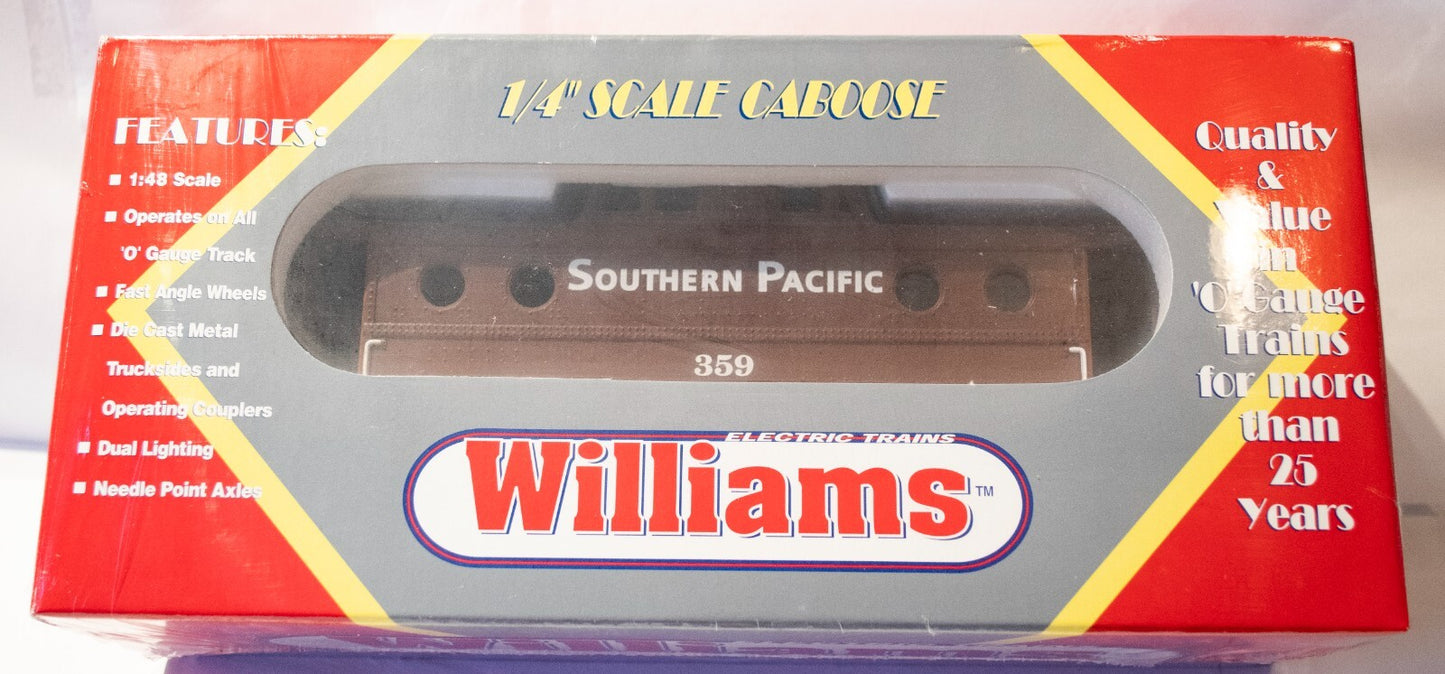 1/4" SCALE CABOOSE
FEATURES:
■ 1:48 Scale
■ Operates on All
'O' Gauge Track
■ Fast Angle Wheels
■ Die Cast Metal
Trucksides and
Operating Couplers
■ Dual Lighting
■ Needle Point Axles
SOUTHERN PACIFIC
359
ELECTRIC TRAINS
Williams™
Quality
&
Value
in
'O' Gauge
Trains
for more
than
25
Years